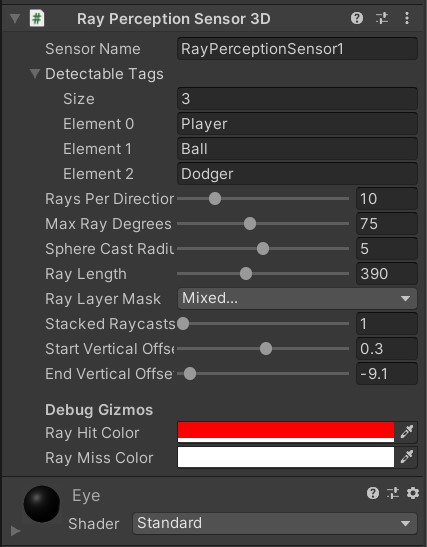 Ray Perception Sensor 3D
Sensor Name RayPerceptionSensor1
Detectable Tags
Size 3
Element 0 Player
Element 1 Ball
Element 2 Dodger
Rays Per Direction 10
Max Ray Degrees 75
Sphere Cast Radiu 5
Ray Length 390
Ray Layer Mask Mixed...
Stacked Raycasts 1
Start Vertical Offse 0.3
End Vertical Offse -9.1
Debug Gizmos
Ray Hit Color
Ray Miss Color
Eye
Shader Standard